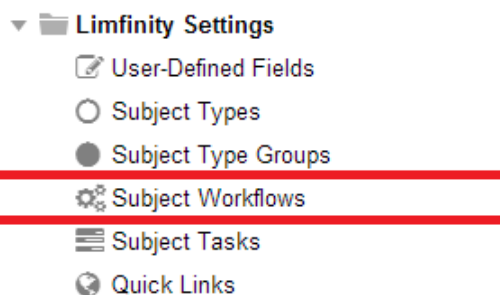 Limfinity Settings
User-Defined Fields
Subject Types
Subject Type Groups
Subject Workflows
Subject Tasks
Quick Links